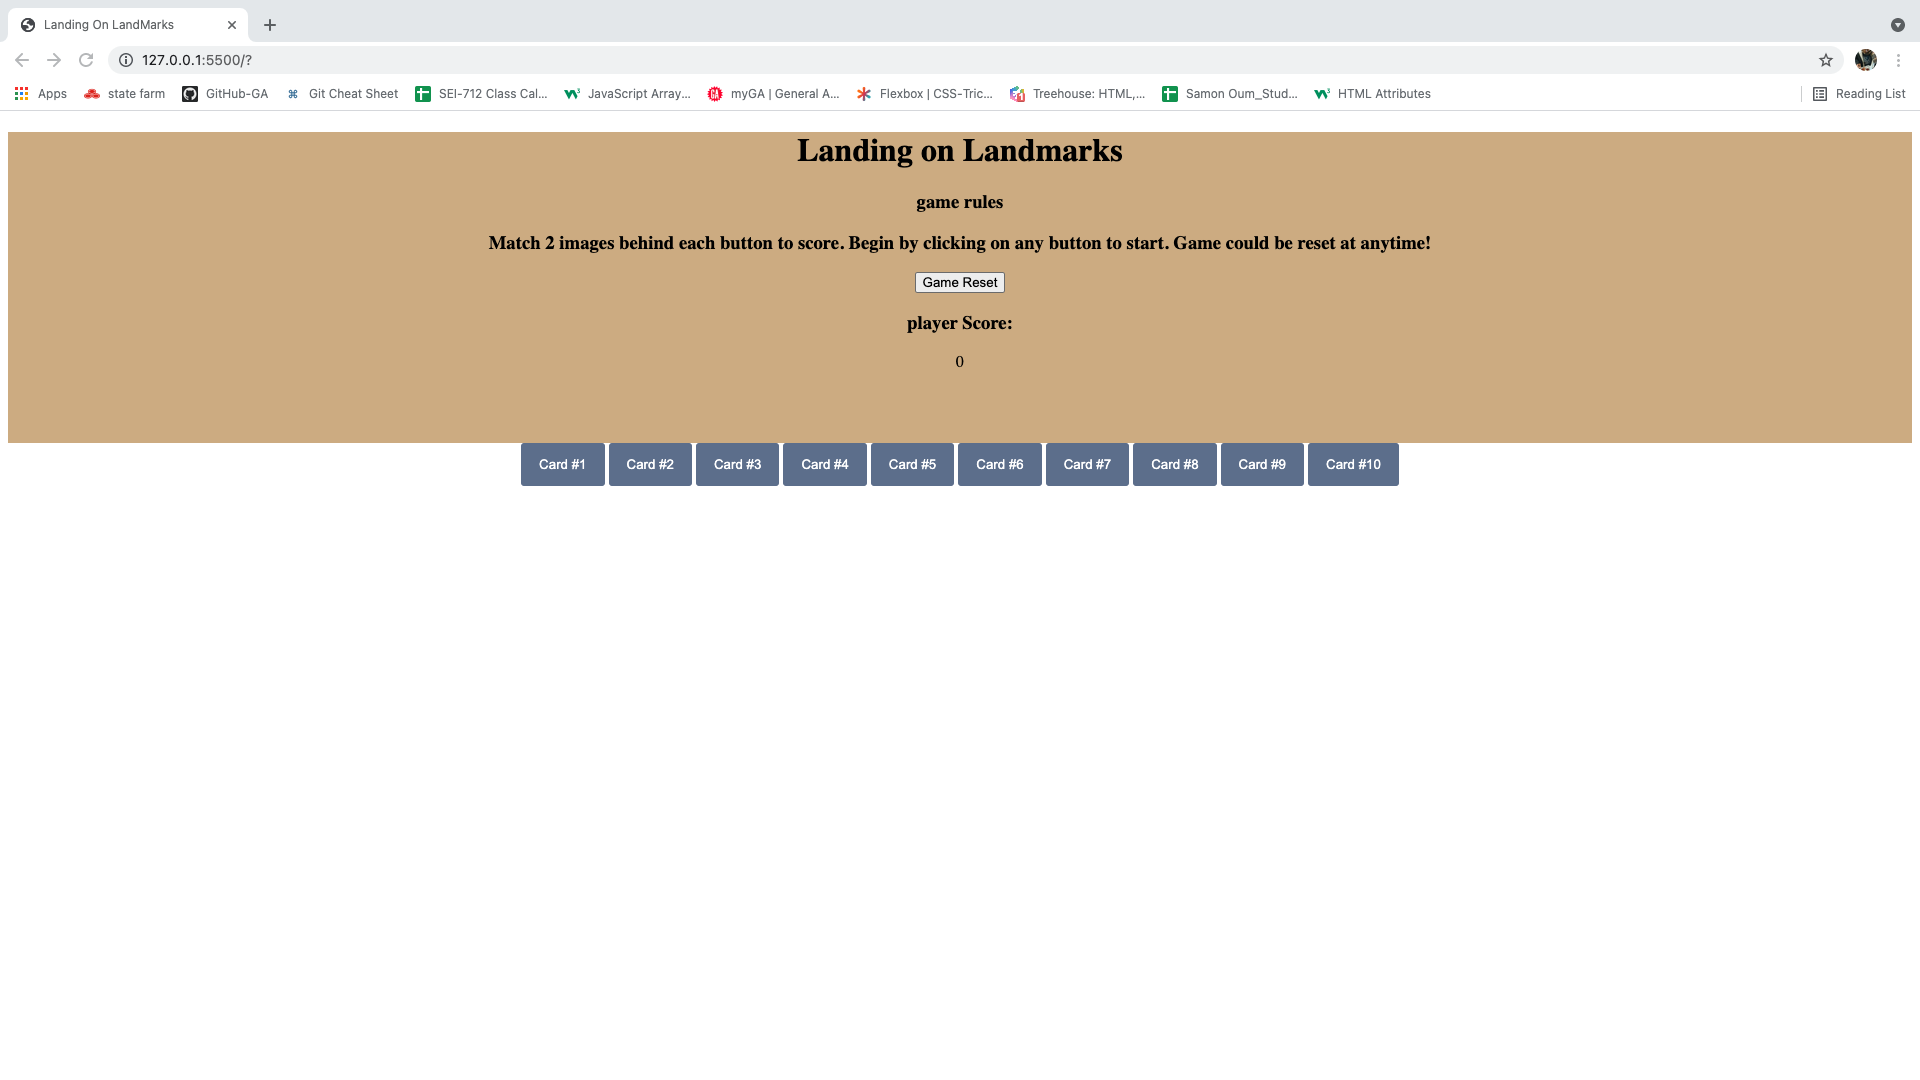 Landing On LandMarks
127.0.0.1:5500/?
Apps state farm GitHub-GA Git Cheat Sheet SEI-712 Class Cal... JavaScript Array... myGA | General A... Flexbox | CSS-Tric... Treehouse: HTML,... Samon Oum_Stud... HTML Attributes Reading List
Landing on Landmarks
game rules
Match 2 images behind each button to score. Begin by clicking on any button to start. Game could be reset at anytime!
Game Reset
player Score:
0
Card #1 Card #2 Card #3 Card #4 Card #5 Card #6 Card #7 Card #8 Card #9 Card #10